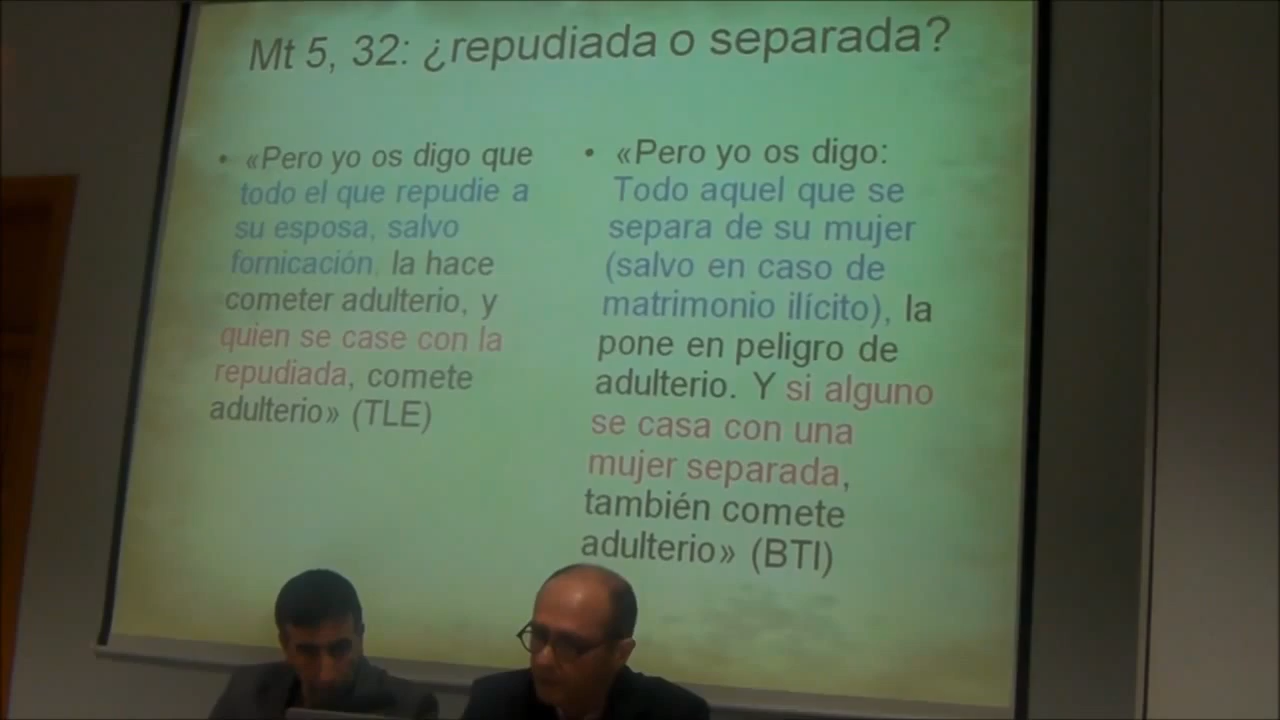 Mt 5, 32: ¿repudiada o separada?
• «Pero yo os digo que
todo el que repudie a
su esposa, salvo
fornicación, la hace
cometer adulterio, y
quien se case con la
repudiada, comete
adulterio» (TLE)
• «Pero yo os digo:
Todo aquel que se
separa de su mujer
(salvo en caso de
matrimonio ilícito), la
pone en peligro de
adulterio. Y si alguno
se casa con una
mujer separada,
también comete
adulterio» (BTI)